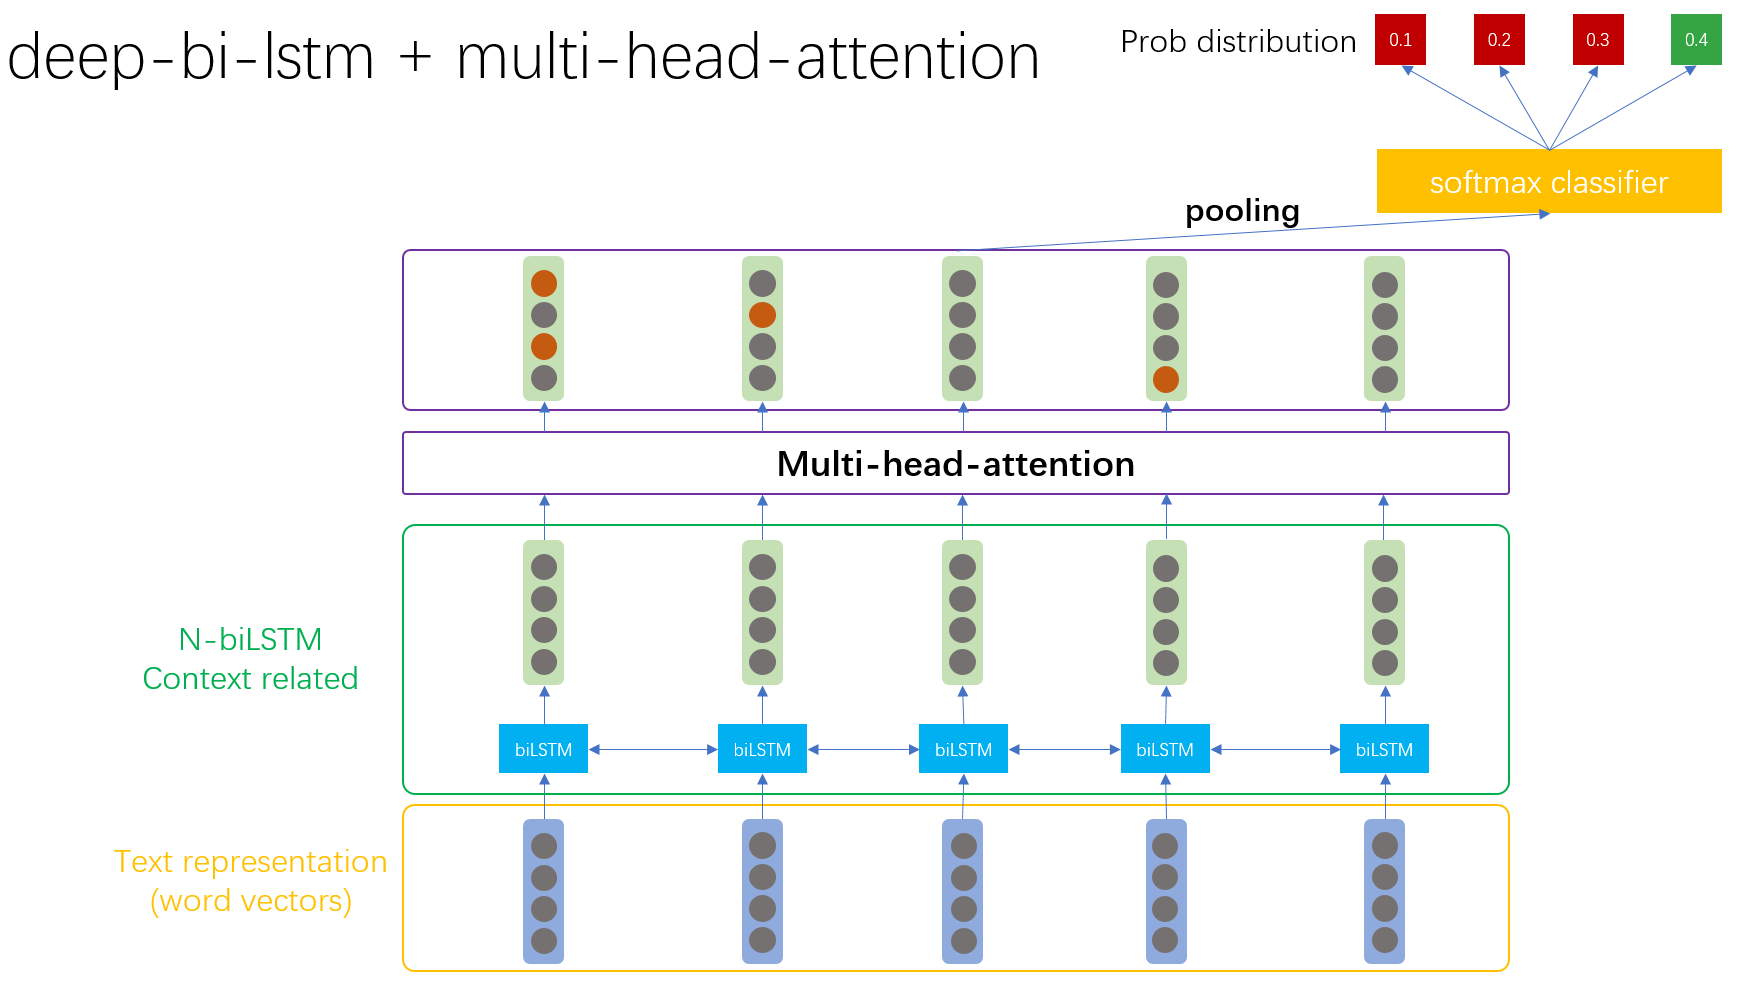 deep-bi-lstm + multi-head-attention
Prob distribution
0.1
0.2
0.3
0.4
softmax classifier
pooling
Multi-head-attention
N-biLSTM
Context related
biLSTM
biLSTM
biLSTM
biLSTM
biLSTM
Text representation
(word vectors)